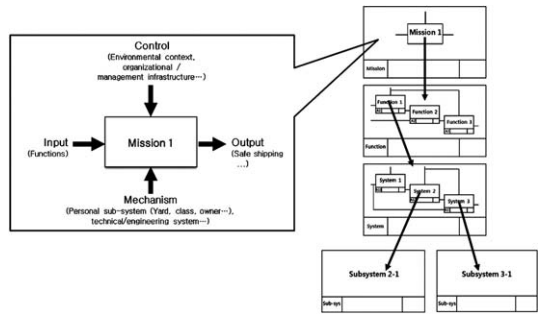 Control
(Environmental context,
organizational /
management infrastructure…)
Input
(Functions)
Mission 1
Output
(Safe shipping
…)
Mechanism
(Personal sub-system (Yard, class, owner…),
technical/engineering system…)
Mission 1
Mission
Function 1
Function 2
Function 3
Function
System 1
System 2
System 3
System
Subsystem 2-1
Sub-sys
Subsystem 3-1
Sub-sys